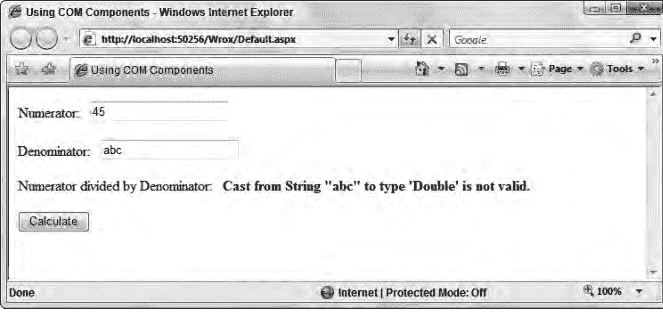 Using COM Components - Windows Internet Explorer
http://localhost:50256/Wrox/Default.aspx
Google
Using COM Components
Page
Tools
Numerator: 45
Denominator: abc
Numerator divided by Denominator: Cast from String "abc" to type 'Double' is not valid.
Calculate
Done
Internet | Protected Mode: Off
100%